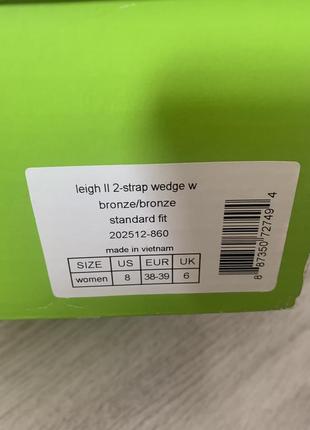 leigh II 2-strap wedge w
bronze/bronze
standard fit
202512-860
made in vietnam
SIZE US EUR UK
women 8 38-39 6
8 87350 72749 4